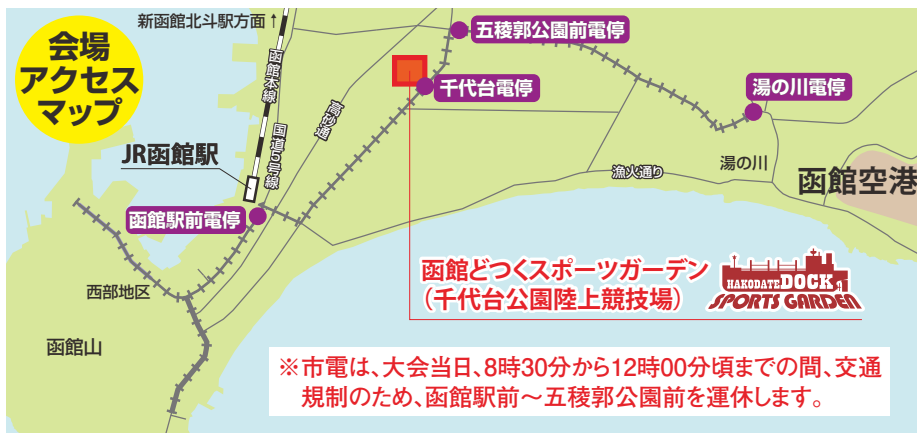 新函館北斗駅方面↑
会場
アクセス
マップ
五稜郭公園前電停
千代台電停
湯の川電停
函館本線
国道5号線
高砂通
JR函館駅
函館駅前電停
漁火通り
湯の川
函館空港
西部地区
函館山
函館どつくスポーツガーデン
（千代台公園陸上競技場）
HAKODATE DOCK
SPORTS GARDEN
※市電は、大会当日、8時30分から12時00分頃までの間、交通
規制のため、函館駅前～五稜郭公園前を運休します。